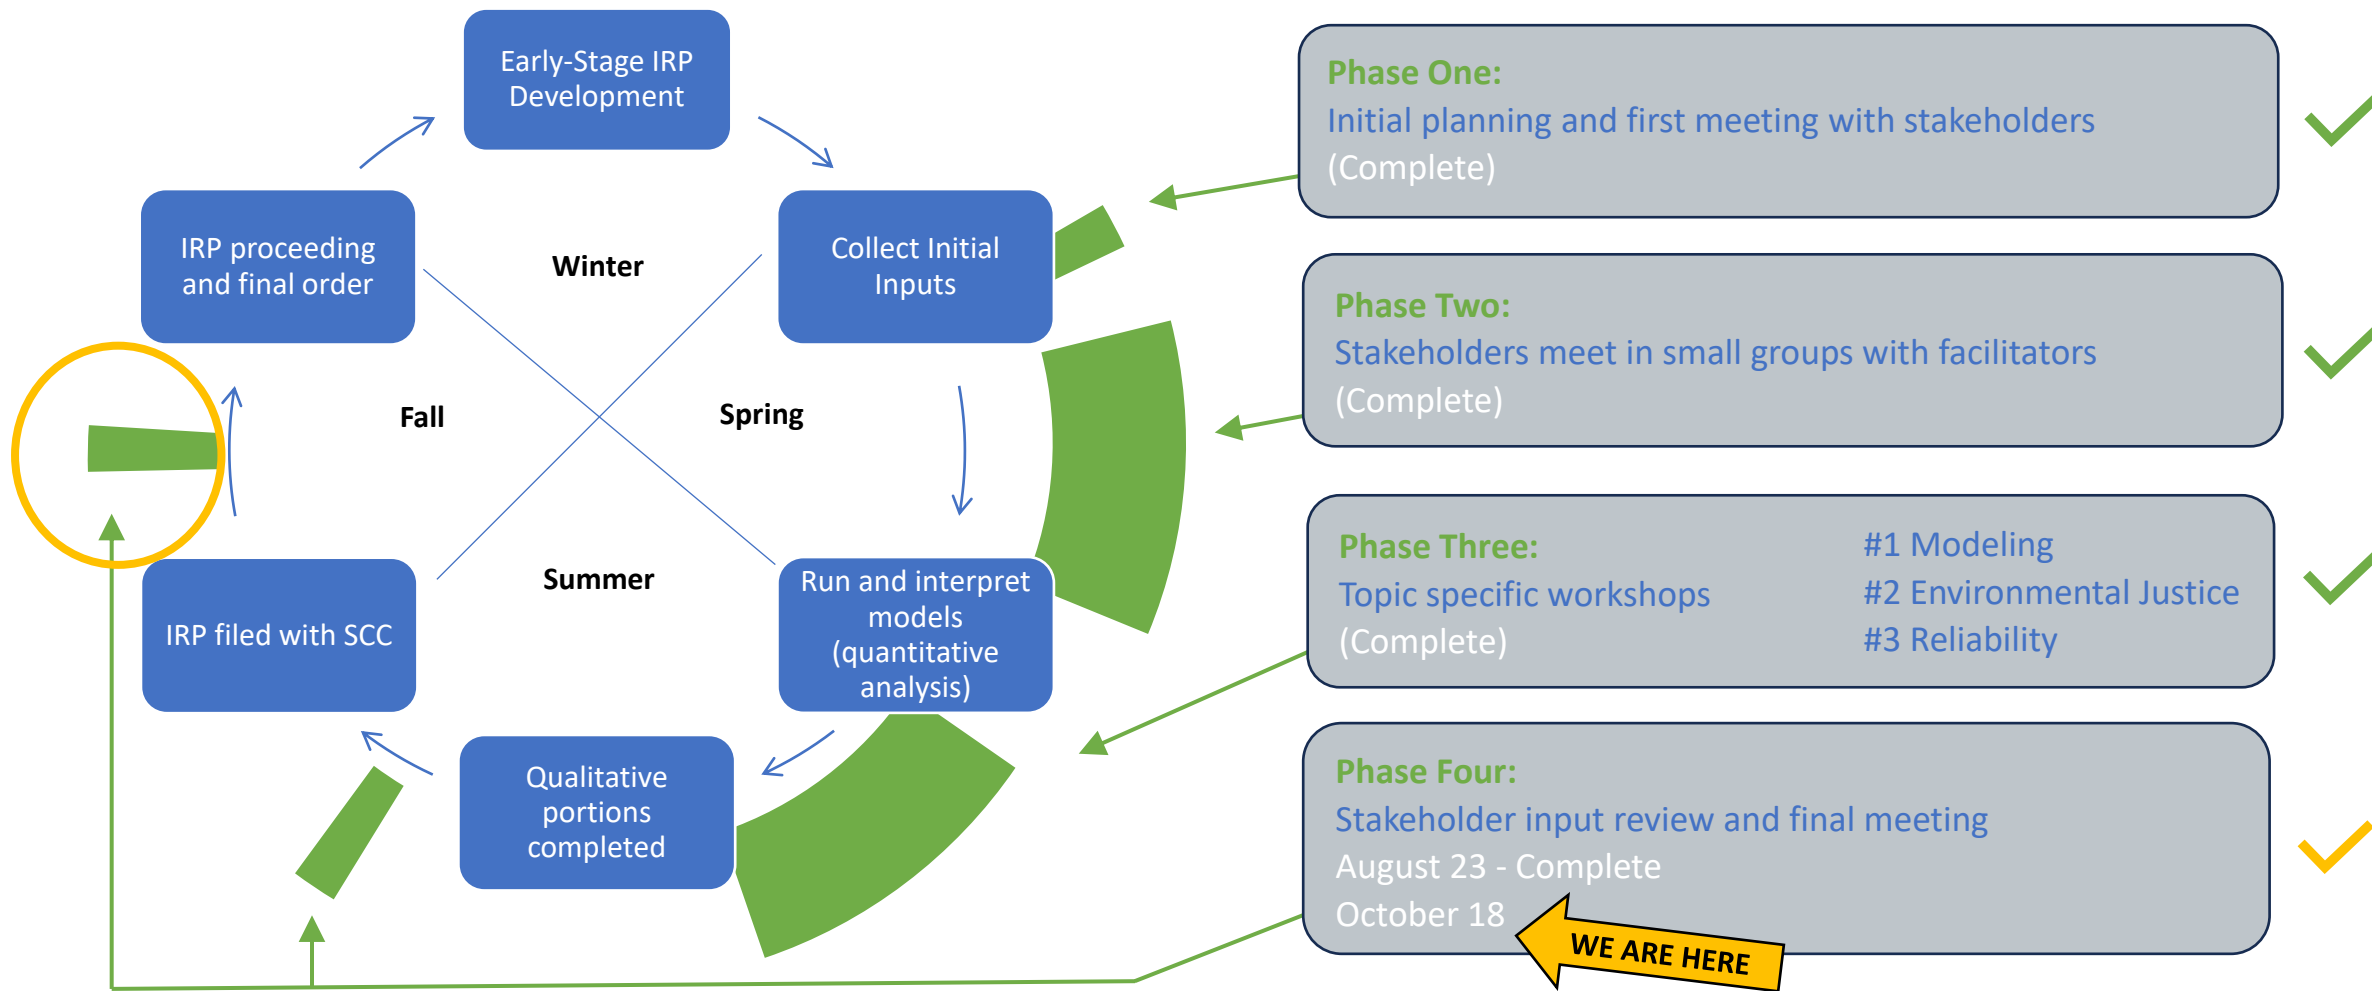 Early-Stage IRP
Development
Collect Initial
Inputs
Run and interpret
models
(quantitative
analysis)
Qualitative
portions
completed
IRP filed with SCC
IRP proceeding
and final order
Winter
Spring
Summer
Fall
Phase One:
Initial planning and first meeting with stakeholders
(Complete)
Phase Two:
Stakeholders meet in small groups with facilitators
(Complete)
Phase Three:
Topic specific workshops
(Complete)
#1 Modeling
#2 Environmental Justice
#3 Reliability
Phase Four:
Stakeholder input review and final meeting
August 23 - Complete
October 18
WE ARE HERE